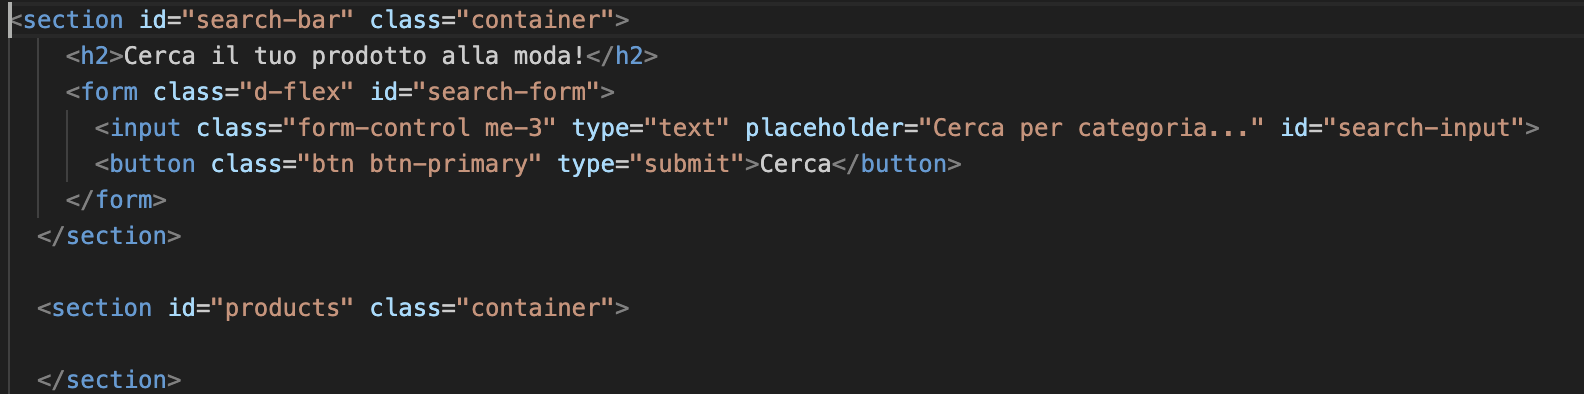 <section id="search-bar" class="container">
<h2>Cerca il tuo prodotto alla moda!</h2>
<form class="d-flex" id="search-form">
<input class="form-control me-3" type="text" placeholder="Cerca per categoria..." id="search-input">
<button class="btn btn-primary" type="submit">Cerca</button>
</form>
</section>
<section id="products" class="container">
</section>